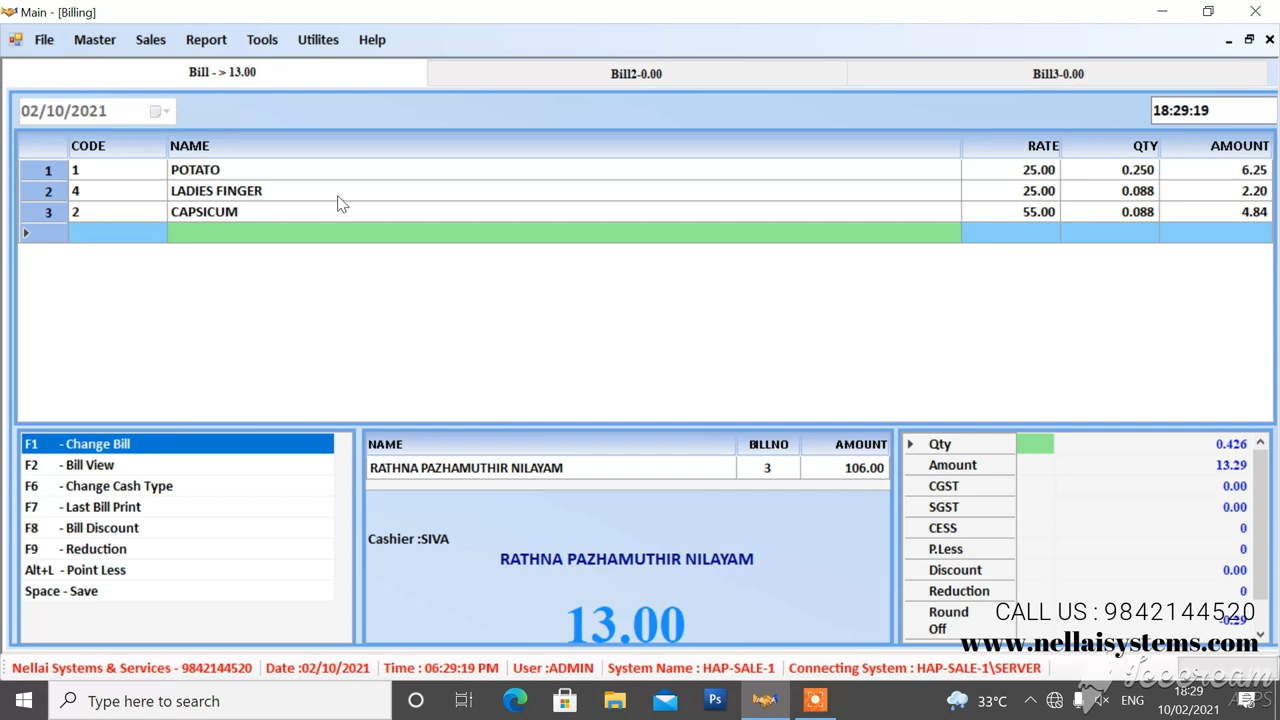 Main - [Billing]
File Master Sales Report Tools Utilites Help
Bill - > 13.00 Bill2-0.00 Bill3-0.00
02/10/2021 18:29:19
CODE NAME RATE QTY AMOUNT
1 1 POTATO 25.00 0.250 6.25
2 4 LADIES FINGER 25.00 0.088 2.20
3 2 CAPSICUM 55.00 0.088 4.84
F1 - Change Bill
F2 - Bill View
F6 - Change Cash Type
F7 - Last Bill Print
F8 - Bill Discount
F9 - Reduction
Alt+L - Point Less
Space - Save
NAME BILLNO AMOUNT
RATHNA PAZHAMUTHIR NILAYAM 3 106.00
Cashier :SIVA
RATHNA PAZHAMUTHIR NILAYAM
13.00
Qty 0.426
Amount 13.29
CGST 0.00
SGST 0.00
CESS 0
P.Less 0
Discount 0.00
Reduction 0
Round Off -0.29
CALL US : 9842144520
www.nellaisystems.com
Nellai Systems & Services - 9842144520 Date :02/10/2021 Time : 06:29:19 PM User :ADMIN System Name : HAP-SALE-1 Connecting System : HAP-SALE-1\SERVER
Type here to search
Ps
33°C
ENG
18:29
10/02/2021
Icecream
APPS